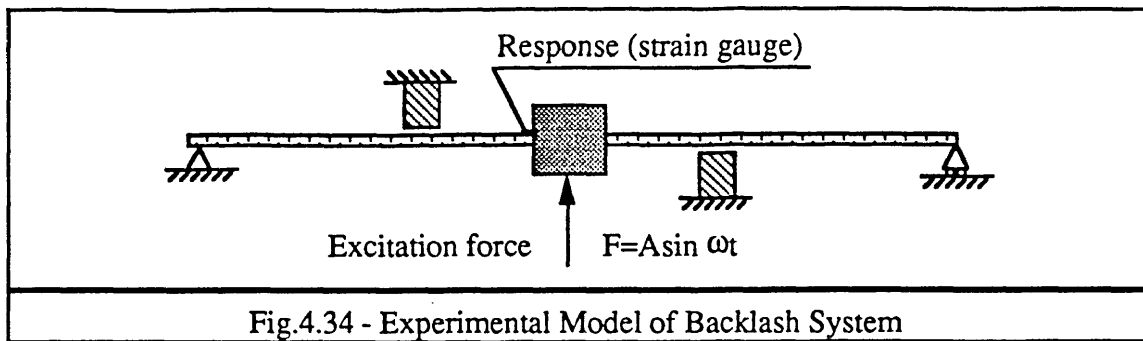 Response (strain gauge)
Excitation force F=Asin ωt
Fig.4.34 - Experimental Model of Backlash System